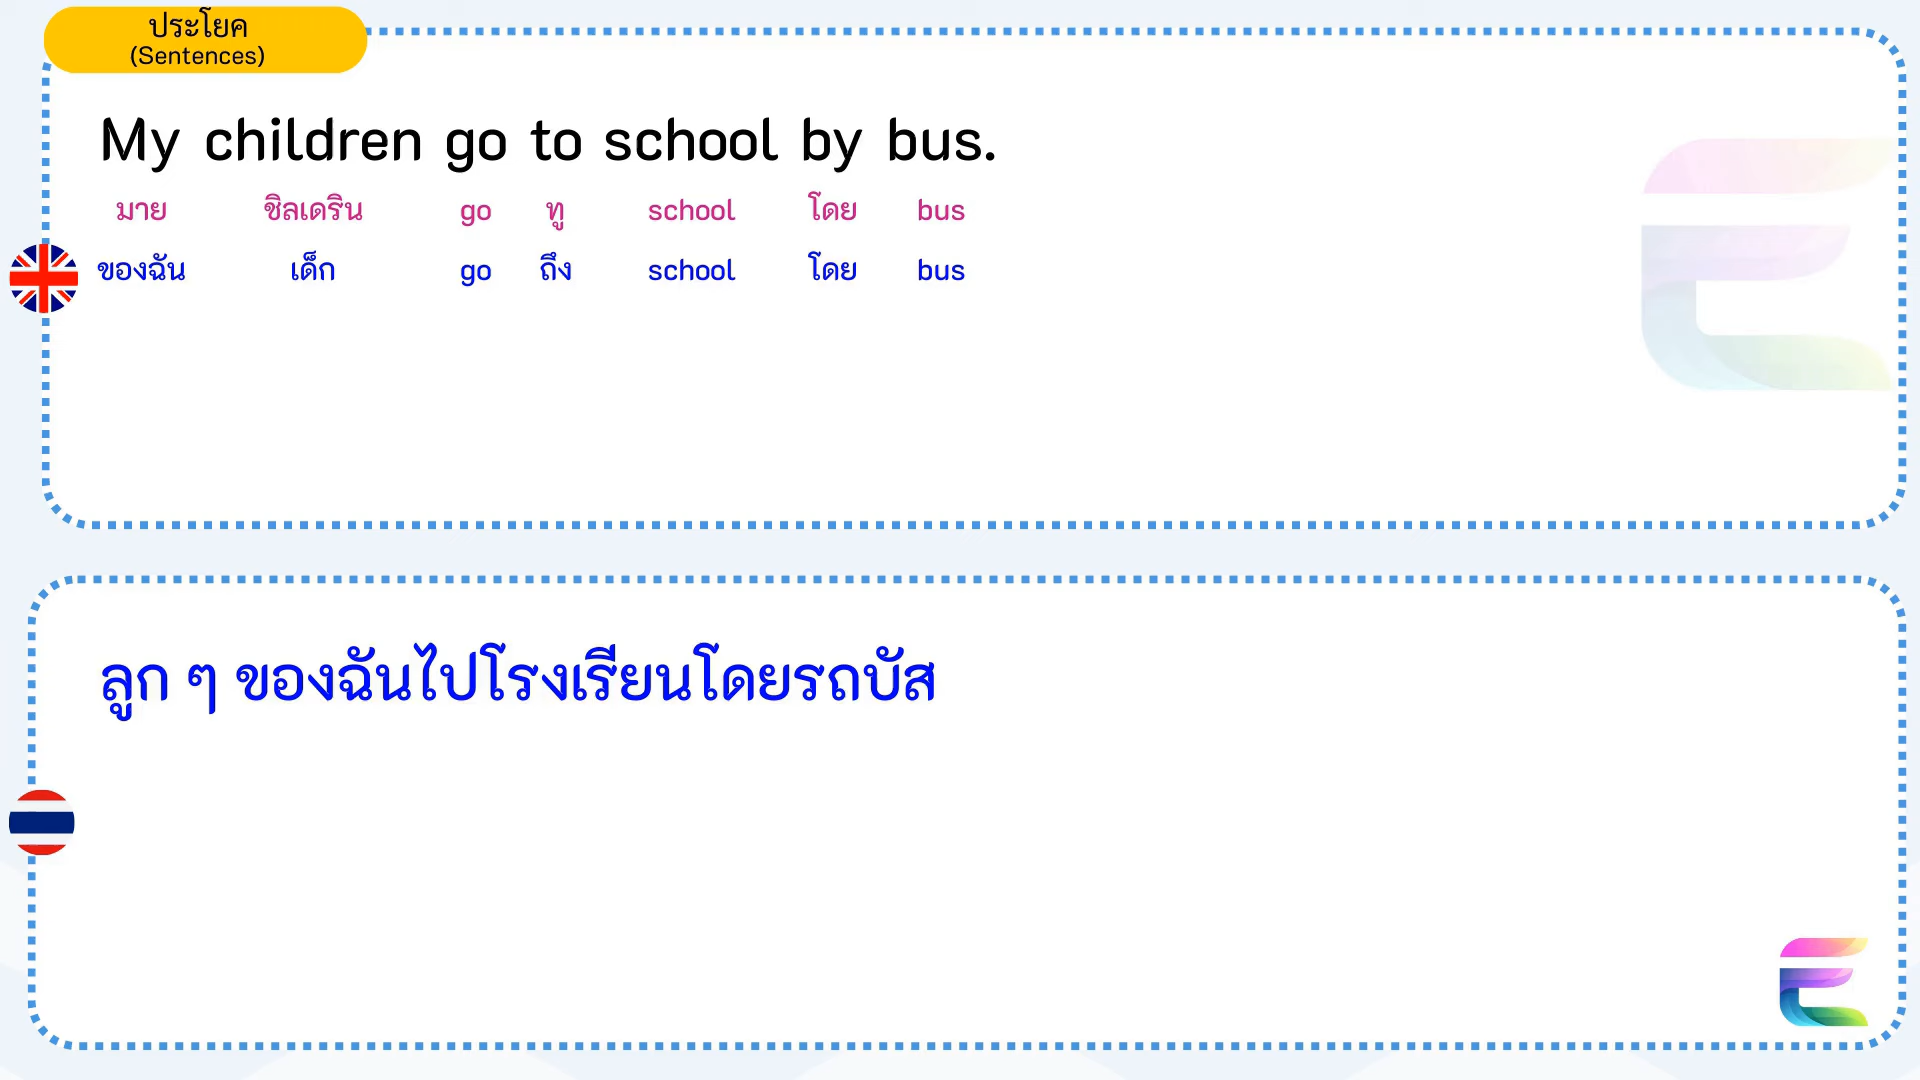 ประโยค
(Sentences)
My children go to school by bus.
มาย ชิลเดริน go ทู school โดย bus
ของฉัน เด็ก go ถึง school โดย bus
ลูก ๆ ของฉันไปโรงเรียนโดยรถบัส